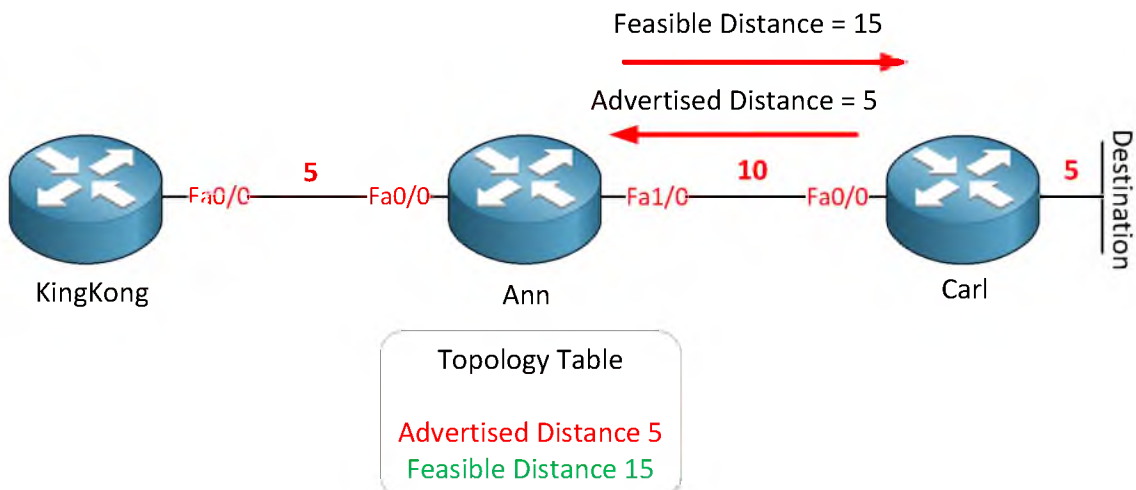 Feasible Distance = 15
Advertised Distance = 5
5
10
5
Fa0/0
Fa0/0
Fa1/0
Fa0/0
Destination
KingKong
Ann
Carl
Topology Table
Advertised Distance 5
Feasible Distance 15